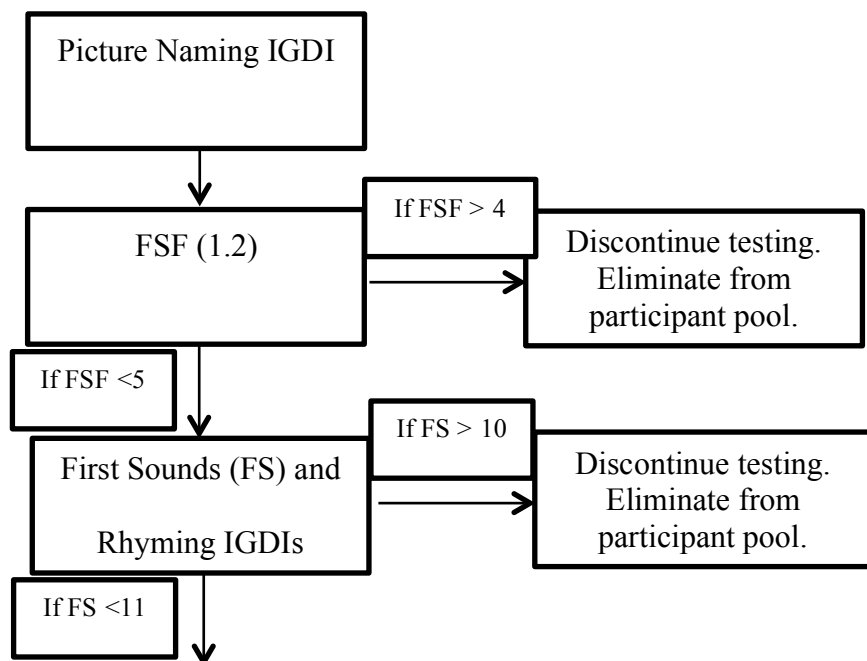 Picture Naming IGDI
If FSF > 4
FSF (1.2)
Discontinue testing.
Eliminate from
participant pool.
If FSF <5
If FS > 10
First Sounds (FS) and
Rhyming IGDIs
Discontinue testing.
Eliminate from
participant pool.
If FS <11